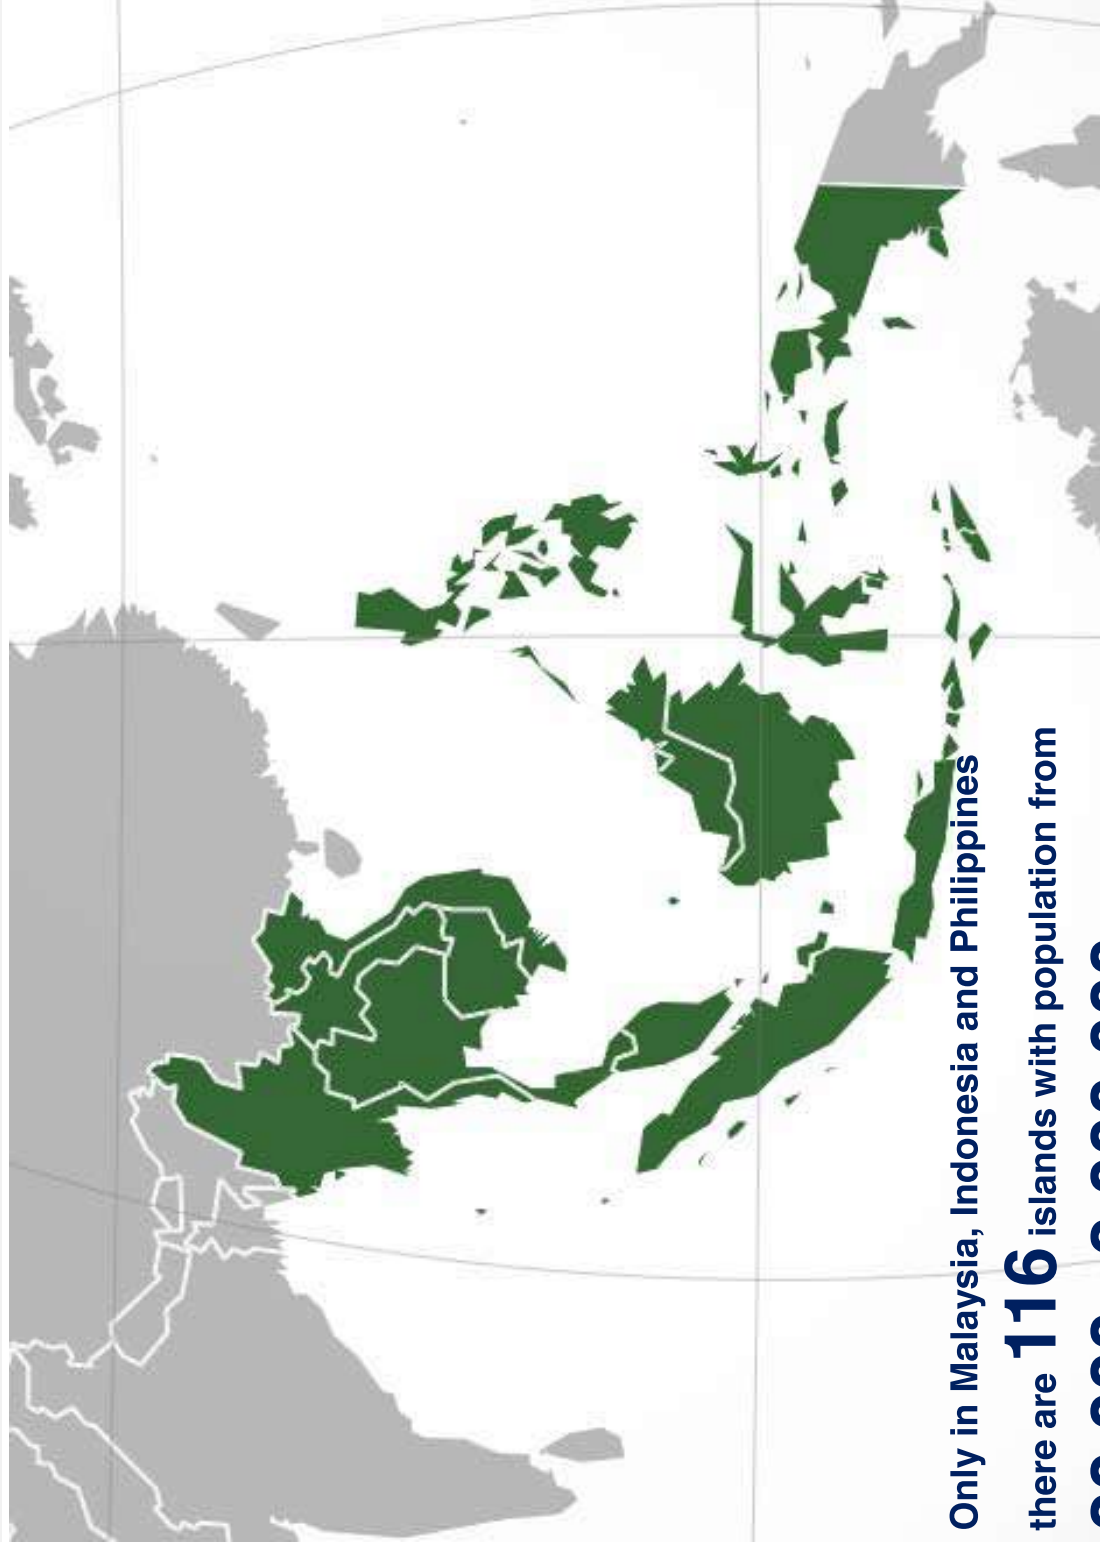 Only in Malaysia, Indonesia and Philippines
there are 116 islands with population from